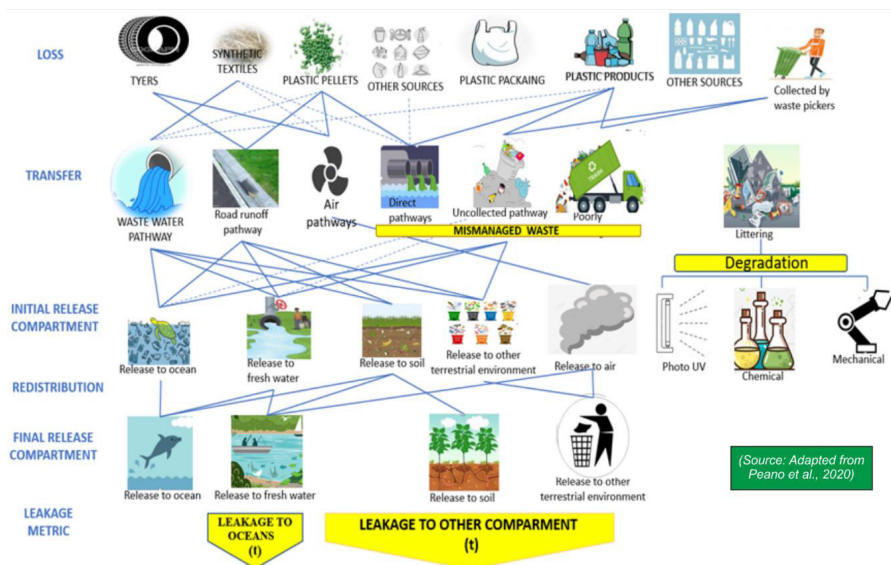 LOSS
TYERS
SYNTHETIC
TEXTILES
PLASTIC PELLETS
OTHER SOURCES
PLASTIC PACKAING
PLASTIC PRODUCTS
OTHER SOURCES
Collected by
waste pickers
TRANSFER
WASTE WATER
PATHWAY
Road runoff
pathway
Air
pathways
Direct
pathways
Uncollected pathway
Poorly
MISMANAGED WASTE
Littering
Degradation
Photo UV
Chemical
Mechanical
INITIAL RELEASE
COMPARTMENT
Release to ocean
Release to
fresh water
Release to soil
Release to other
terrestrial environment
Release to air
REDISTRIBUTION
FINAL RELEASE
COMPARTMENT
Release to ocean
Release to fresh water
Release to soil
Release to other
terrestrial environment
(Source: Adapted from
Peano et al., 2020)
LEAKAGE
METRIC
LEAKAGE TO
OCEANS
(t)
LEAKAGE TO OTHER COMPARMENT
(t)